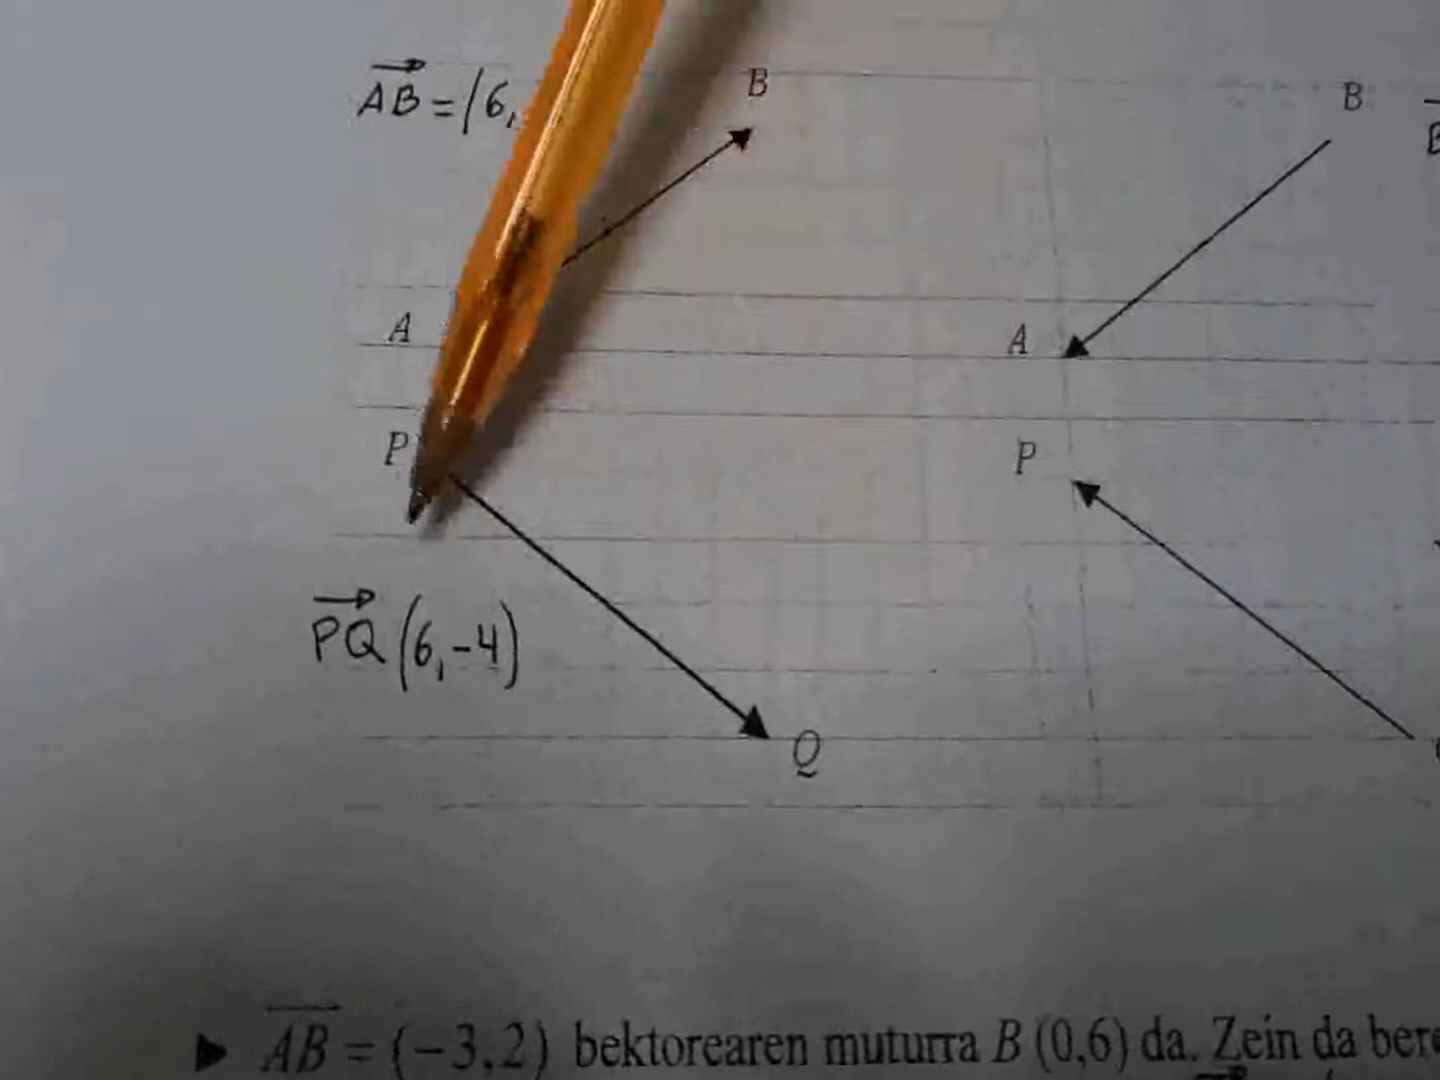 AB = (6,
B
B
A
A
P
P
PQ (6,-4)
Q
▶ AB = (-3,2) bektorearen muturra B (0,6) da. Zein da bere